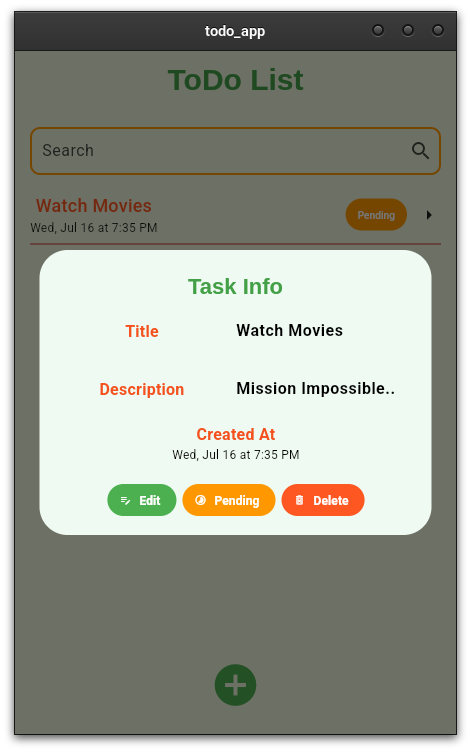 todo_app
ToDo List
Search
Watch Movies
Wed, Jul 16 at 7:35 PM
Pending
Task Info
Title Watch Movies
Description Mission Impossible..
Created At
Wed, Jul 16 at 7:35 PM
Edit Pending Delete